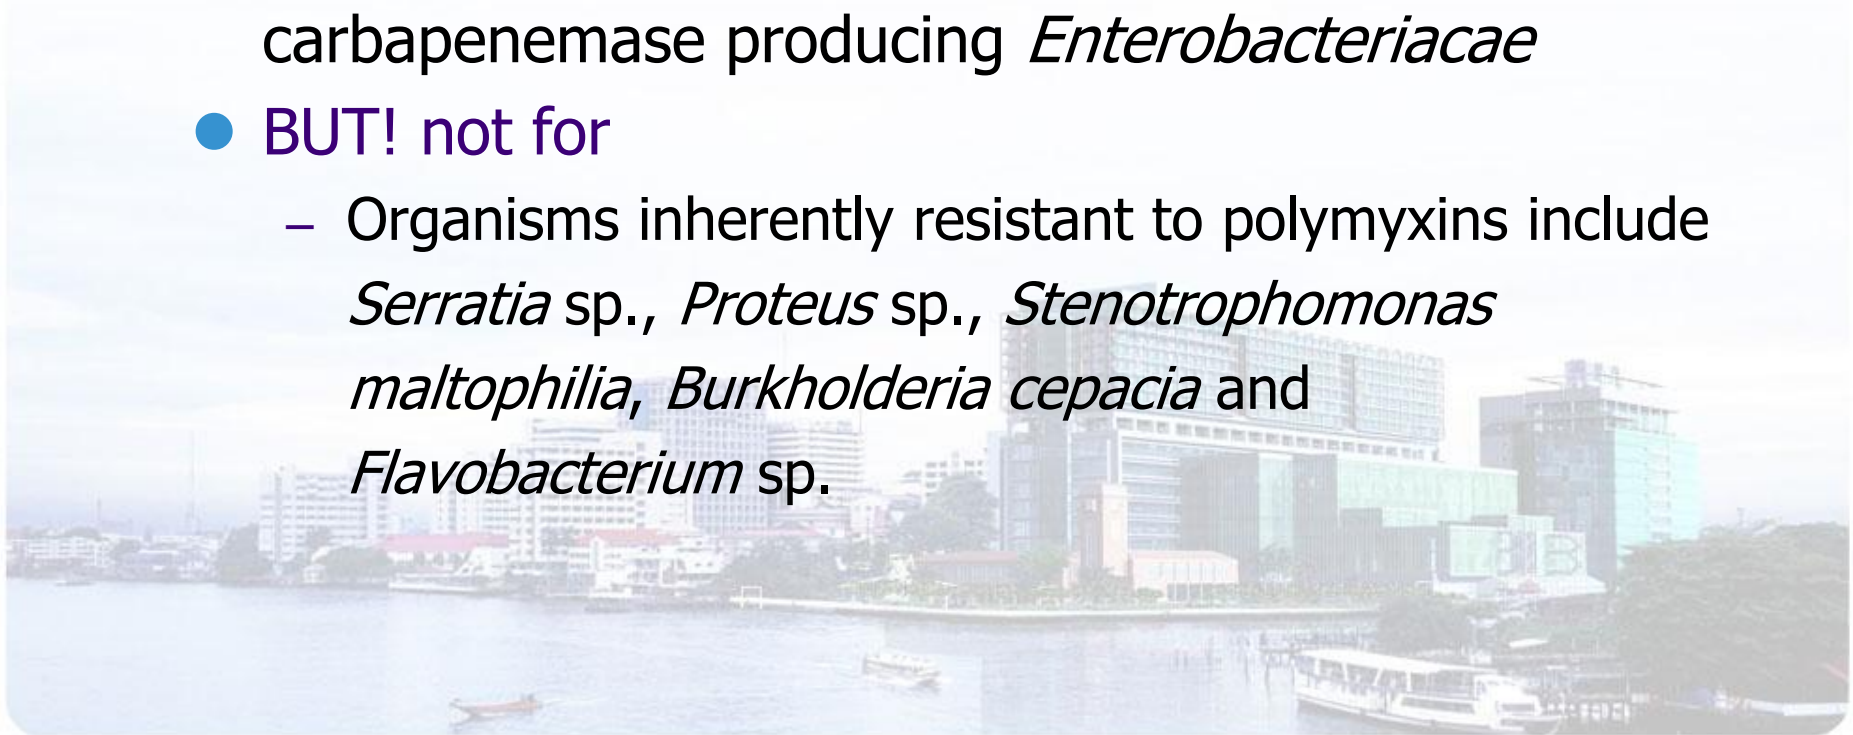 carbapenemase producing Enterobacteriacae
BUT! not for
– Organisms inherently resistant to polymyxins include
Serratia sp., Proteus sp., Stenotrophomonas
maltophilia, Burkholderia cepacia and
Flavobacterium sp.